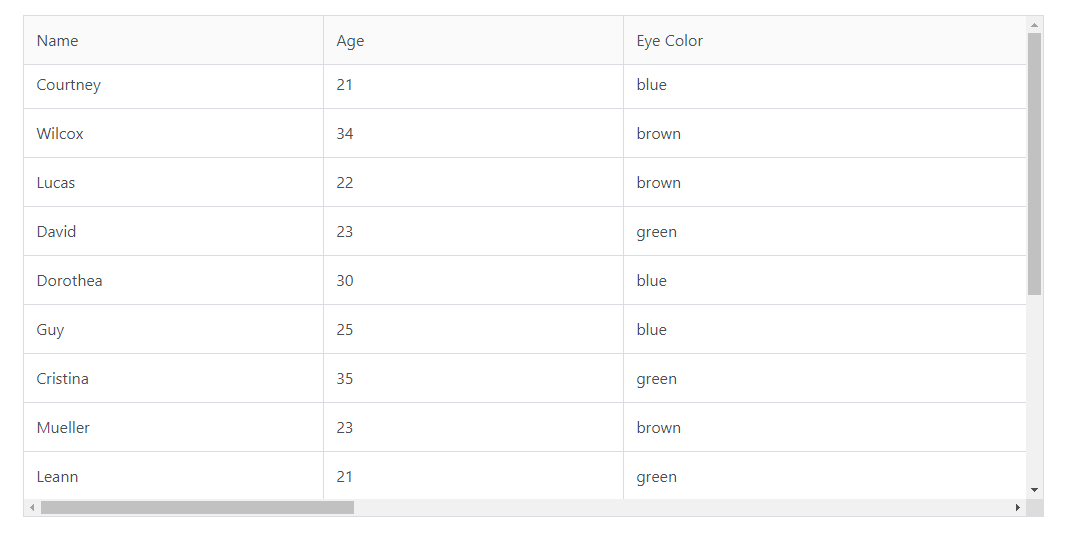 Name Age Eye Color
Courtney 21 blue
Wilcox 34 brown
Lucas 22 brown
David 23 green
Dorothea 30 blue
Guy 25 blue
Cristina 35 green
Mueller 23 brown
Leann 21 green